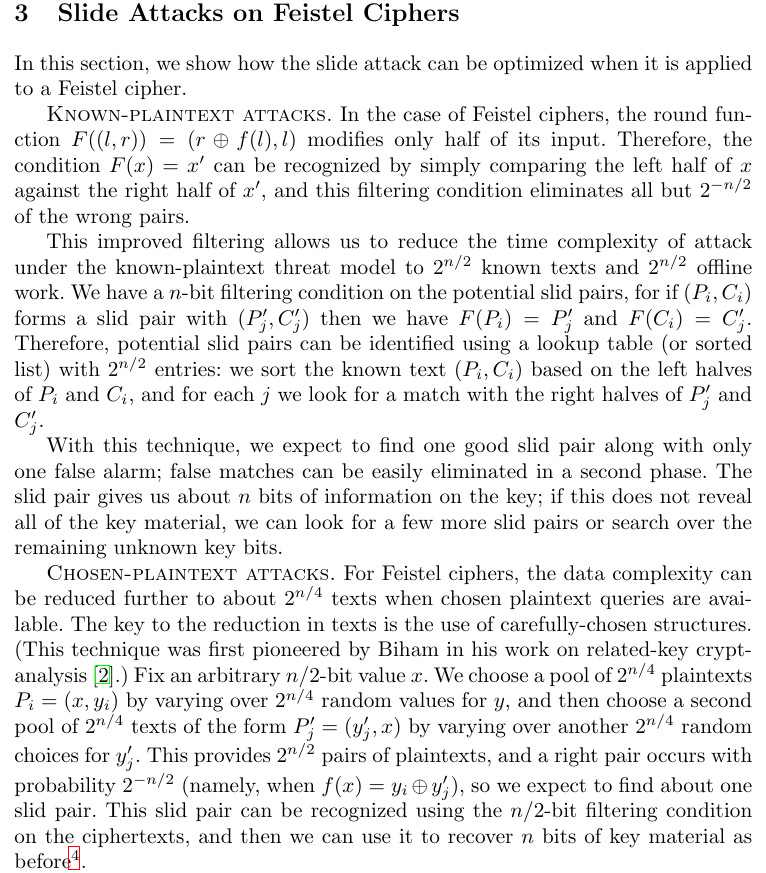 3 Slide Attacks on Feistel Ciphers
In this section, we show how the slide attack can be optimized when it is applied
to a Feistel cipher.
KNOWN-PLAINTEXT ATTACKS. In the case of Feistel ciphers, the round fun-
ction F((l, r)) = (r ⊕ f(l), l) modifies only half of its input. Therefore, the
condition F(x) = x′ can be recognized by simply comparing the left half of x
against the right half of x′, and this filtering condition eliminates all but 2^{−n/2}
of the wrong pairs.
This improved filtering allows us to reduce the time complexity of attack
under the known-plaintext threat model to 2^{n/2} known texts and 2^{n/2} offline
work. We have a n-bit filtering condition on the potential slid pairs, for if (P_i, C_i)
forms a slid pair with (P′_j, C′_j) then we have F(P_i) = P′_j and F(C_i) = C′_j.
Therefore, potential slid pairs can be identified using a lookup table (or sorted
list) with 2^{n/2} entries: we sort the known text (P_i, C_i) based on the left halves
of P_i and C_i, and for each j we look for a match with the right halves of P′_j and
C′_j.
With this technique, we expect to find one good slid pair along with only
one false alarm; false matches can be easily eliminated in a second phase. The
slid pair gives us about n bits of information on the key; if this does not reveal
all of the key material, we can look for a few more slid pairs or search over the
remaining unknown key bits.
CHOSEN-PLAINTEXT ATTACKS. For Feistel ciphers, the data complexity can
be reduced further to about 2^{n/4} texts when chosen plaintext queries are avai-
lable. The key to the reduction in texts is the use of carefully-chosen structures.
(This technique was first pioneered by Biham in his work on related-key crypt-
analysis [2].) Fix an arbitrary n/2-bit value x. We choose a pool of 2^{n/4} plaintexts
P_i = (x, y_i) by varying over 2^{n/4} random values for y, and then choose a second
pool of 2^{n/4} texts of the form P′_j = (y′_j, x) by varying over another 2^{n/4} random
choices for y′_j. This provides 2^{n/2} pairs of plaintexts, and a right pair occurs with
probability 2^{−n/2} (namely, when f(x) = y_i ⊕ y′_j), so we expect to find about one
slid pair. This slid pair can be recognized using the n/2-bit filtering condition
on the ciphertexts, and then we can use it to recover n bits of key material as
before^4.